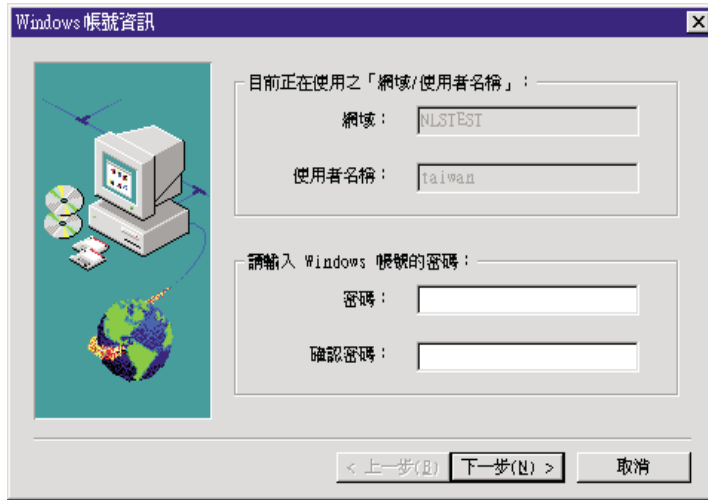 Windows 帳號資訊
目前正在使用之「網域/使用者名稱」：
網域： NLSTEST
使用者名稱： taiwan
請輸入 Windows 帳號的密碼：
密碼：
確認密碼：
< 上一步(B) 下一步(N) > 取消